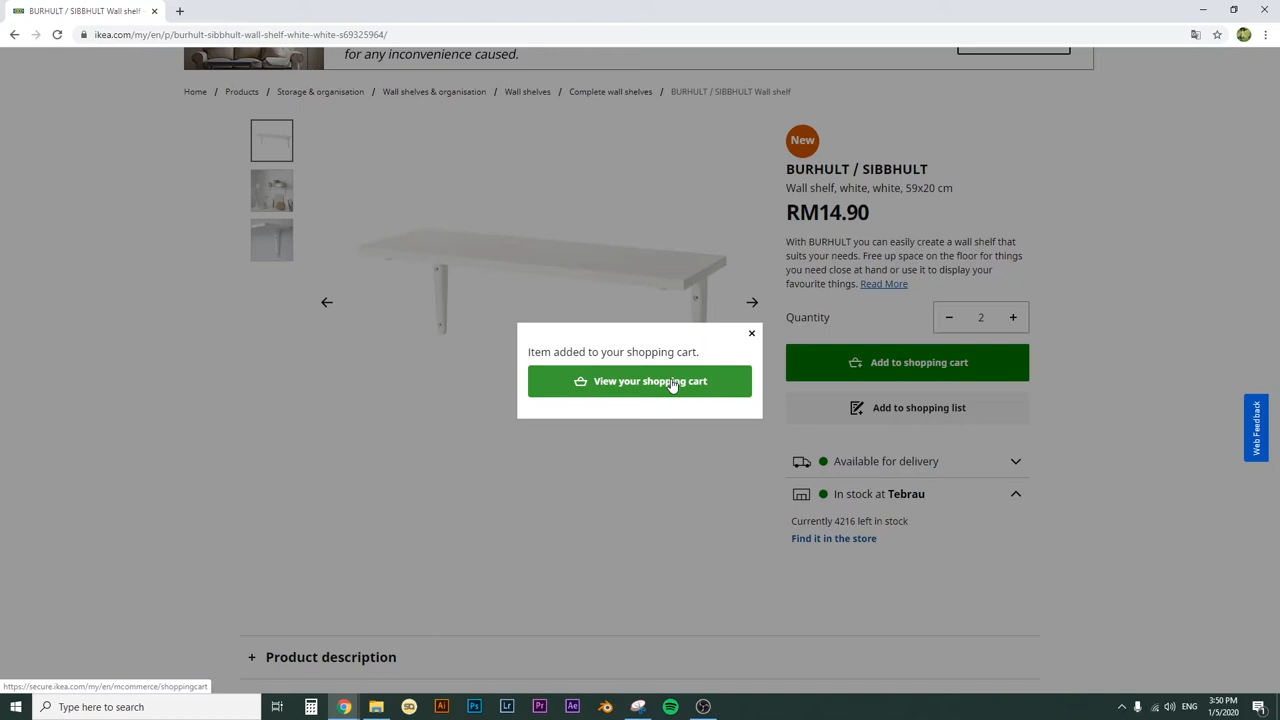 BURHULT / SIBBHULT Wall shelf -
ikea.com/my/en/p/burhult-sibbhult-wall-shelf-white-white-s69325964/
for any inconvenience caused.
Home / Products / Storage & organisation / Wall shelves & organisation / Wall shelves / Complete wall shelves / BURHULT / SIBBHULT Wall shelf
New
BURHULT / SIBBHULT
Wall shelf, white, white, 59x20 cm
RM14.90
With BURHULT you can easily create a wall shelf that
suits your needs. Free up space on the floor for things
you need close at hand or use it to display your
favourite things. Read More
Quantity
2
Add to shopping cart
Add to shopping list
Available for delivery
In stock at Tebrau
Currently 4216 left in stock
Find it in the store
Item added to your shopping cart.
View your shopping cart
Web Feedback
+ Product description
https://secure.ikea.com/my/en/mcommerce/shoppingcart
Type here to search
Ai
Ps
Lr
Pr
Ae
ENG
3:50 PM
1/5/2020